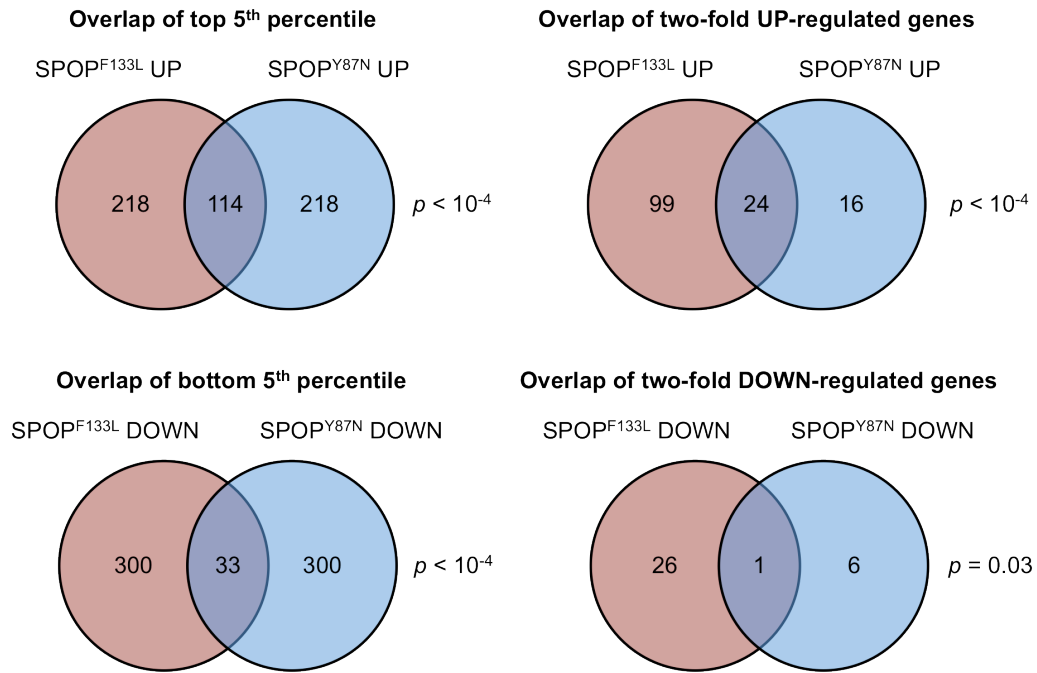 Overlap of top 5th percentile
SPOPF133L UP SPOPY87N UP
218 114 218 p < 10-4
Overlap of two-fold UP-regulated genes
SPOPF133L UP SPOPY87N UP
99 24 16 p < 10-4
Overlap of bottom 5th percentile
SPOPF133L DOWN SPOPY87N DOWN
300 33 300 p < 10-4
Overlap of two-fold DOWN-regulated genes
SPOPF133L DOWN SPOPY87N DOWN
26 1 6 p = 0.03